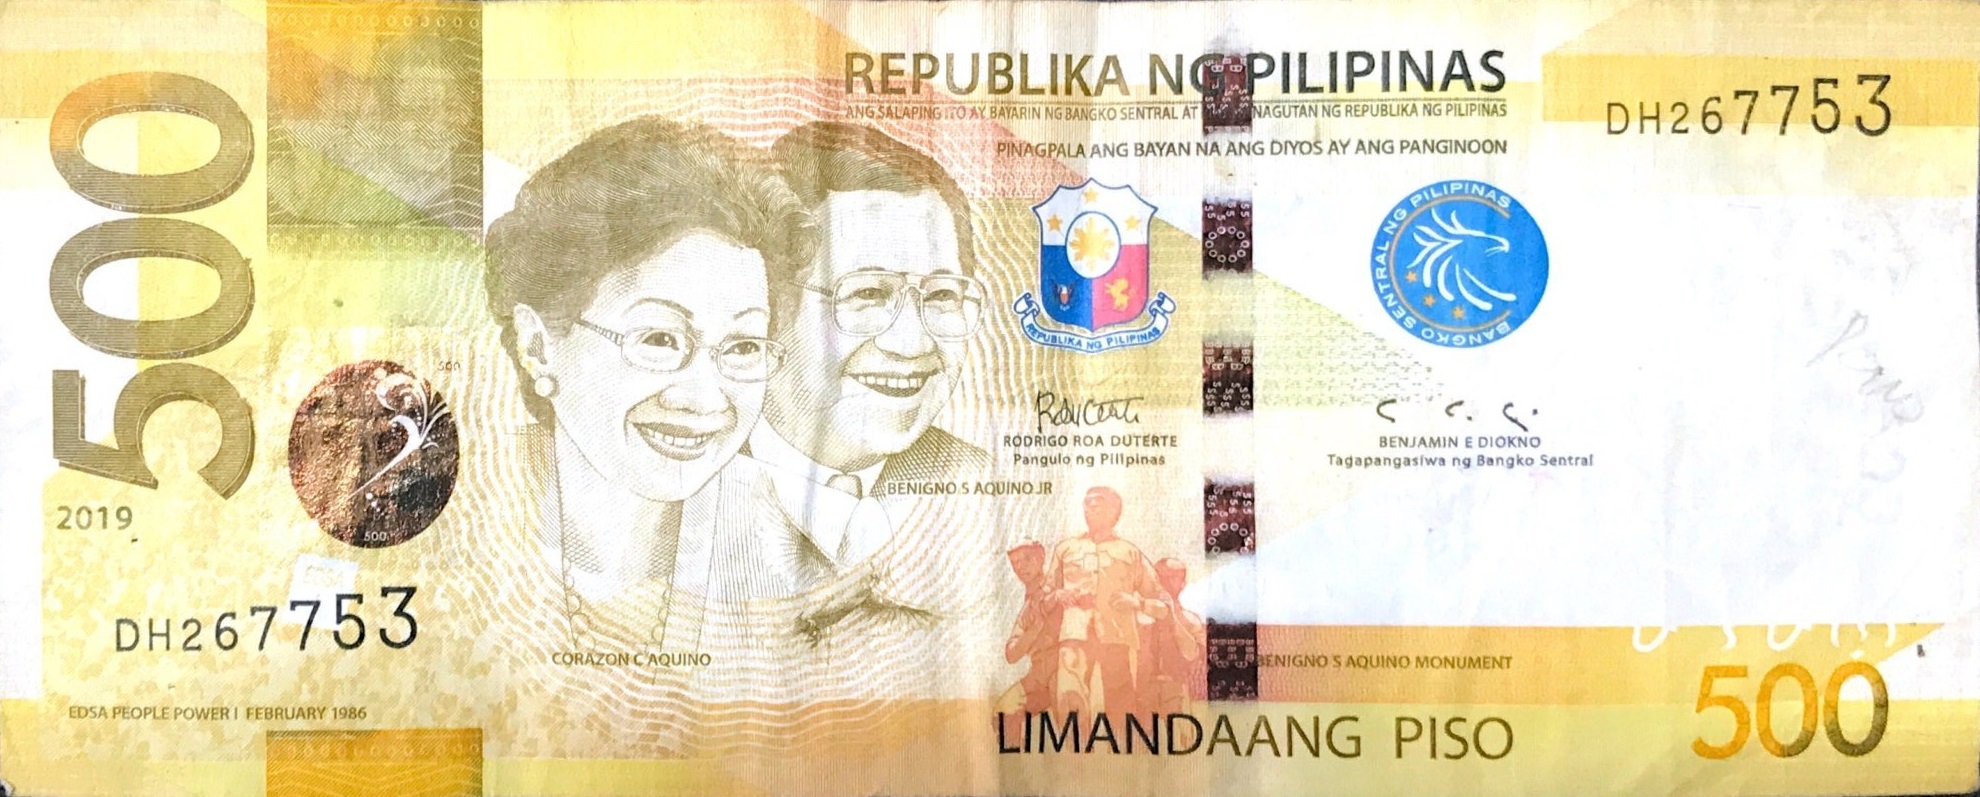 REPUBLIKA NG PILIPINAS
ANG SALAPING ITO AY BAYARIN NG BANGKO SENTRAL AT NAGUTAN NG REPUBLIKA NG PILIPINAS
PINAGPALA ANG BAYAN NA ANG DIYOS AY ANG PANGINOON
DH267753
500
REPUBLIKA NG PILIPINAS
BANGKO SENTRAL NG PILIPINAS
500
500
RODRIGO ROA DUTERTE
Pangulo ng Pilipinas
BENJAMIN E DIOKNO
Tagapangasiwa ng Bangko Sentral
BENIGNO S AQUINO JR
2019
DH267753
CORAZON C AQUINO
BENIGNO S AQUINO MONUMENT
EDSA PEOPLE POWER I FEBRUARY 1986
LIMANDAANG PISO
500